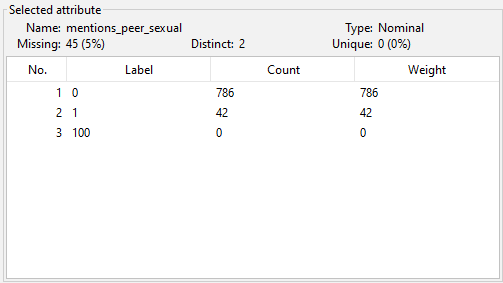 Selected attribute
Name: mentions_peer_sexual Type: Nominal
Missing: 45 (5%) Distinct: 2 Unique: 0 (0%)
No. Label Count Weight
1 0 786 786
2 1 42 42
3 100 0 0